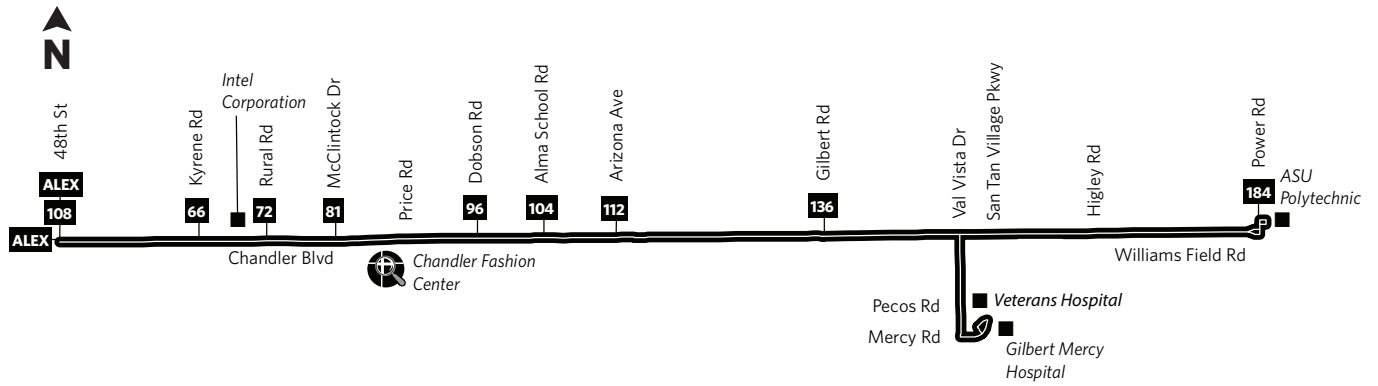 N
48th St
Kyrene Rd
Intel
Corporation
Rural Rd
McClintock Dr
Price Rd
Dobson Rd
Alma School Rd
Arizona Ave
Gilbert Rd
Val Vista Dr
San Tan Village Pkwy
Higley Rd
Power Rd
ASU
Polytechnic
ALEX
108
66
72
81
96
104
112
136
184
ALEX
Chandler Blvd
Chandler Fashion
Center
Williams Field Rd
Pecos Rd
Veterans Hospital
Mercy Rd
Gilbert Mercy
Hospital